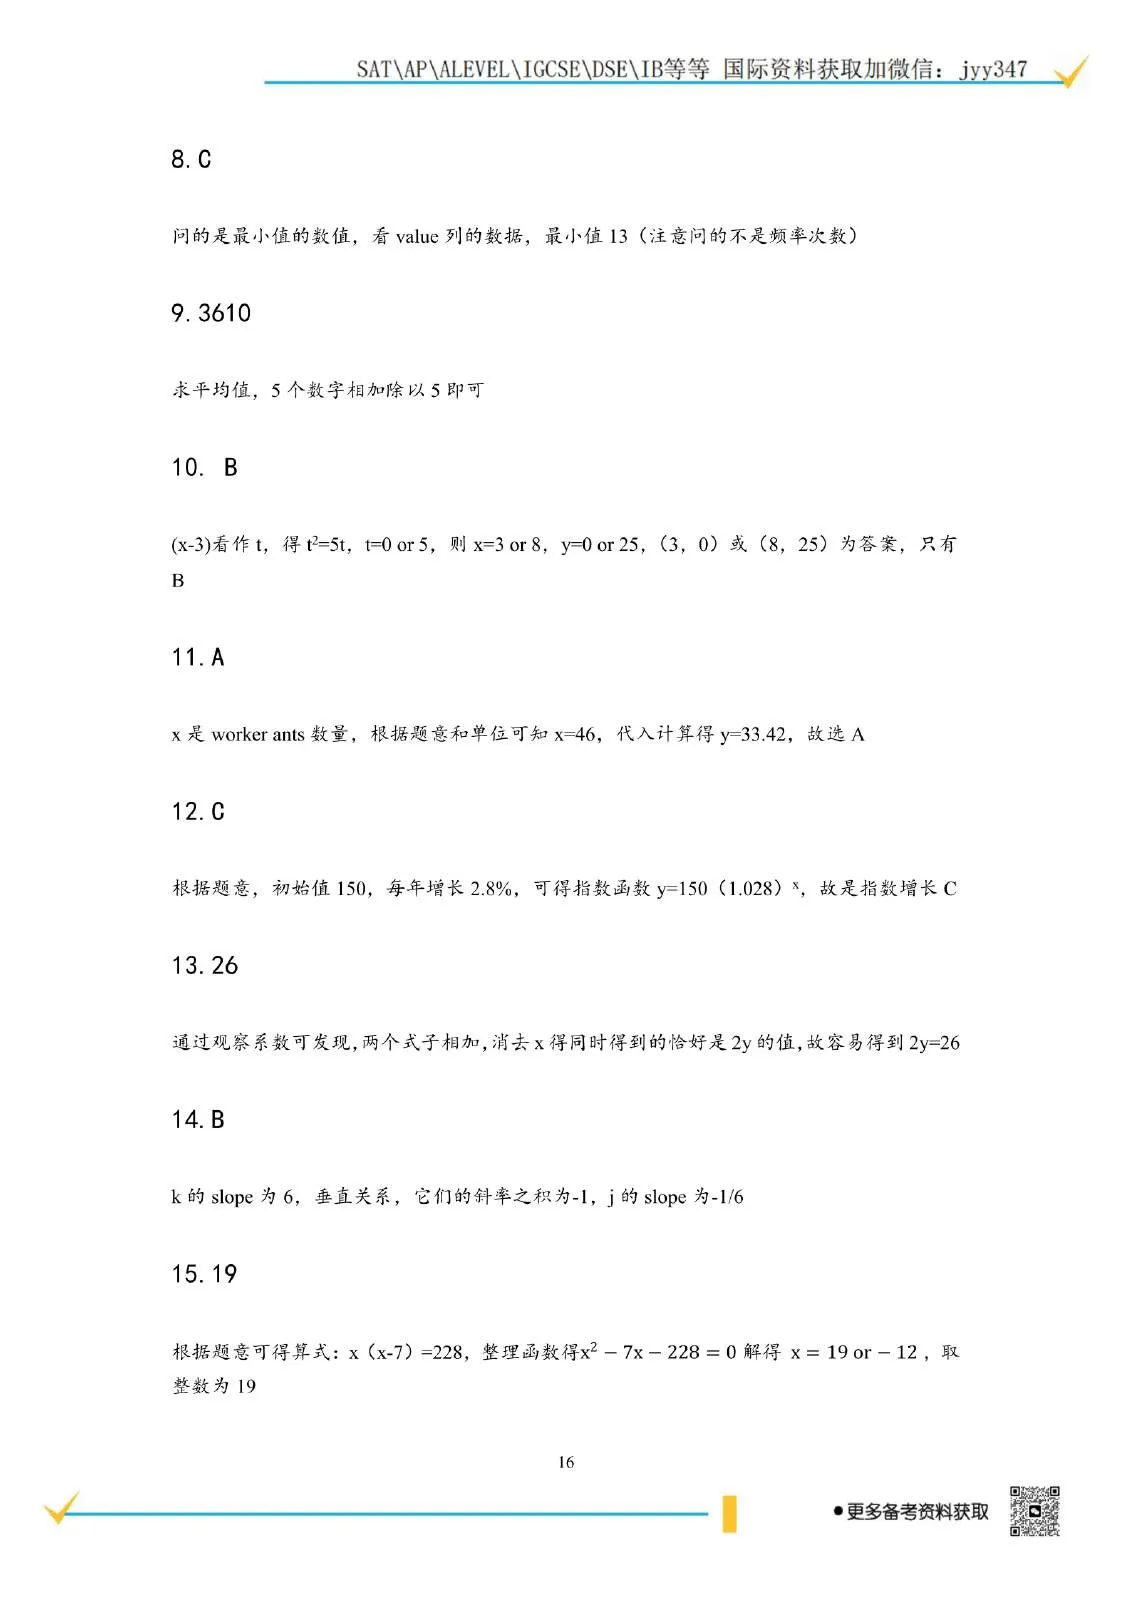 SAT\AP\ALEVEL\IGCSE\DSE\IB等等 国际资料获取加微信：jyy347
8. C
问的是最小值的数值，看 value 列的数据，最小值 13（注意问的不是频率次数）
9. 3610
求平均值，5 个数字相加除以 5 即可
10. B
(x-3)看作 t，得 t²=5t，t=0 or 5，则 x=3 or 8，y=0 or 25，（3，0）或（8，25）为答案，只有
B
11. A
x 是 worker ants 数量，根据题意和单位可知 x=46，代入计算得 y=33.42，故选 A
12. C
根据题意，初始值 150，每年增长 2.8%，可得指数函数 y=150（1.028）ˣ，故是指数增长 C
13. 26
通过观察系数可发现，两个式子相加，消去 x 得同时得到的恰好是 2y 的值，故容易得到 2y=26
14. B
k 的 slope 为 6，垂直关系，它们的斜率之积为-1，j 的 slope 为-1/6
15. 19
根据题意可得算式：x（x-7）=228，整理函数得x² − 7x − 228 = 0 解得 x = 19 or − 12 ，取
整数为 19
16
●更多备考资料获取